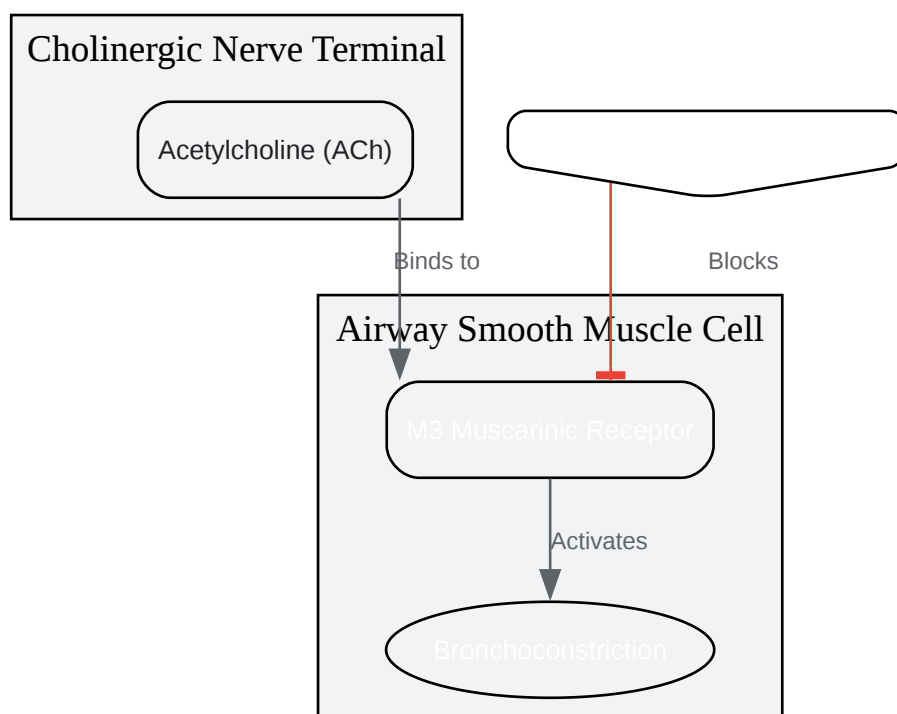 Cholinergic Nerve Terminal
Acetylcholine (ACh)
Binds to
Blocks
Airway Smooth Muscle Cell
M3 Muscarinic Receptor
Activates
Bronchoconstriction